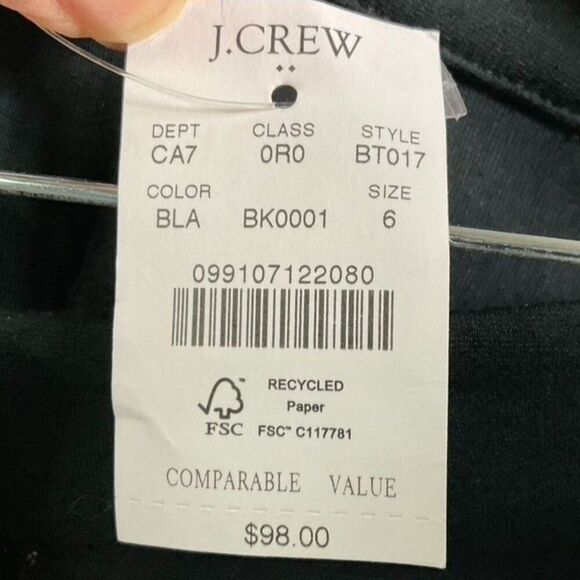 J.CREW
DEPT CLASS STYLE
CA7 0R0 BT017
COLOR SIZE
BLA BK0001 6
099107122080
RECYCLED
Paper
FSC™ C117781
FSC
COMPARABLE VALUE
$98.00